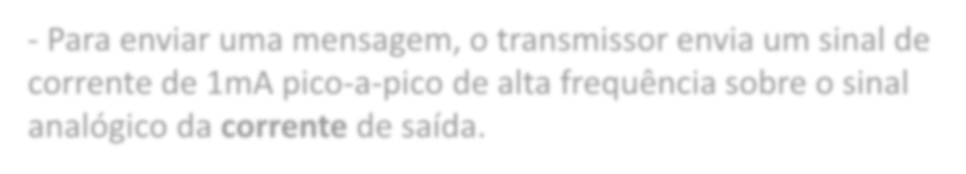 - Para enviar uma mensagem, o transmissor envia um sinal de
corrente de 1mA pico-a-pico de alta frequência sobre o sinal
analógico da corrente de saída.